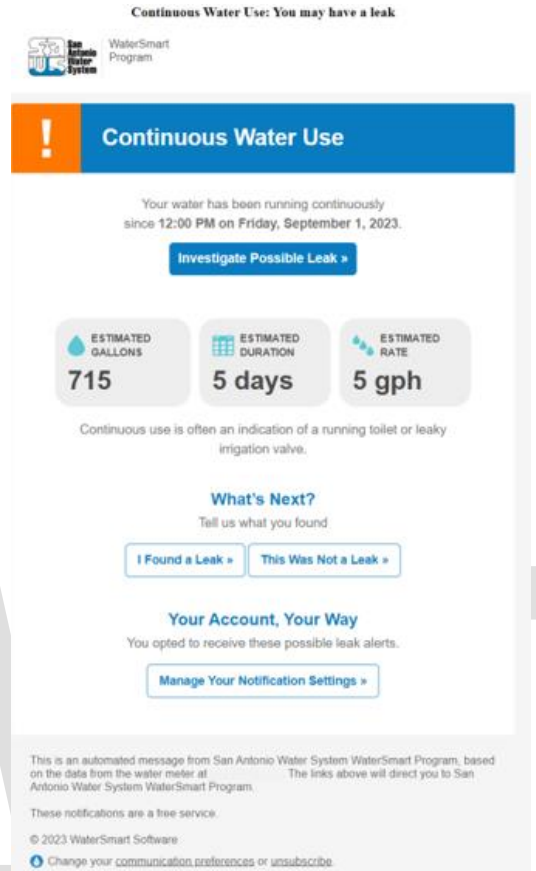 Continuous Water Use: You may have a leak
San
Antonio
Water
System
WaterSmart
Program
!
Continuous Water Use
Your water has been running continuously
since 12:00 PM on Friday, September 1, 2023.
Investigate Possible Leak »
ESTIMATED
GALLONS
715
ESTIMATED
DURATION
5 days
ESTIMATED
RATE
5 gph
Continuous use is often an indication of a running toilet or leaky
irrigation valve.
What's Next?
Tell us what you found
I Found a Leak »
This Was Not a Leak »
Your Account, Your Way
You opted to receive these possible leak alerts.
Manage Your Notification Settings »
This is an automated message from San Antonio Water System WaterSmart Program, based
on the data from the water meter at The links above will direct you to San
Antonio Water System WaterSmart Program.
These notifications are a free service.
© 2023 WaterSmart Software
Change your communication preferences or unsubscribe